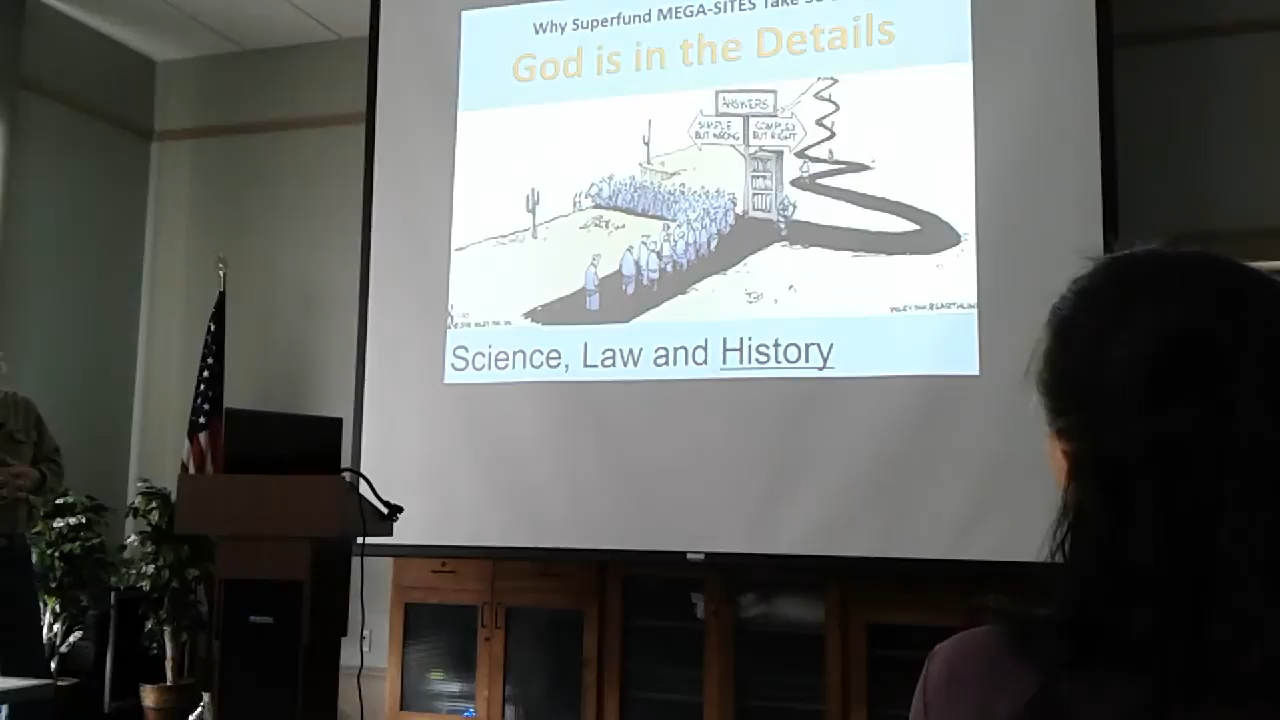 Why Superfund MEGA-SITES Take
God is in the Details
ANSWERS
SIMPLE BUT WRONG
COMPLEX BUT RIGHT
Science, Law and History